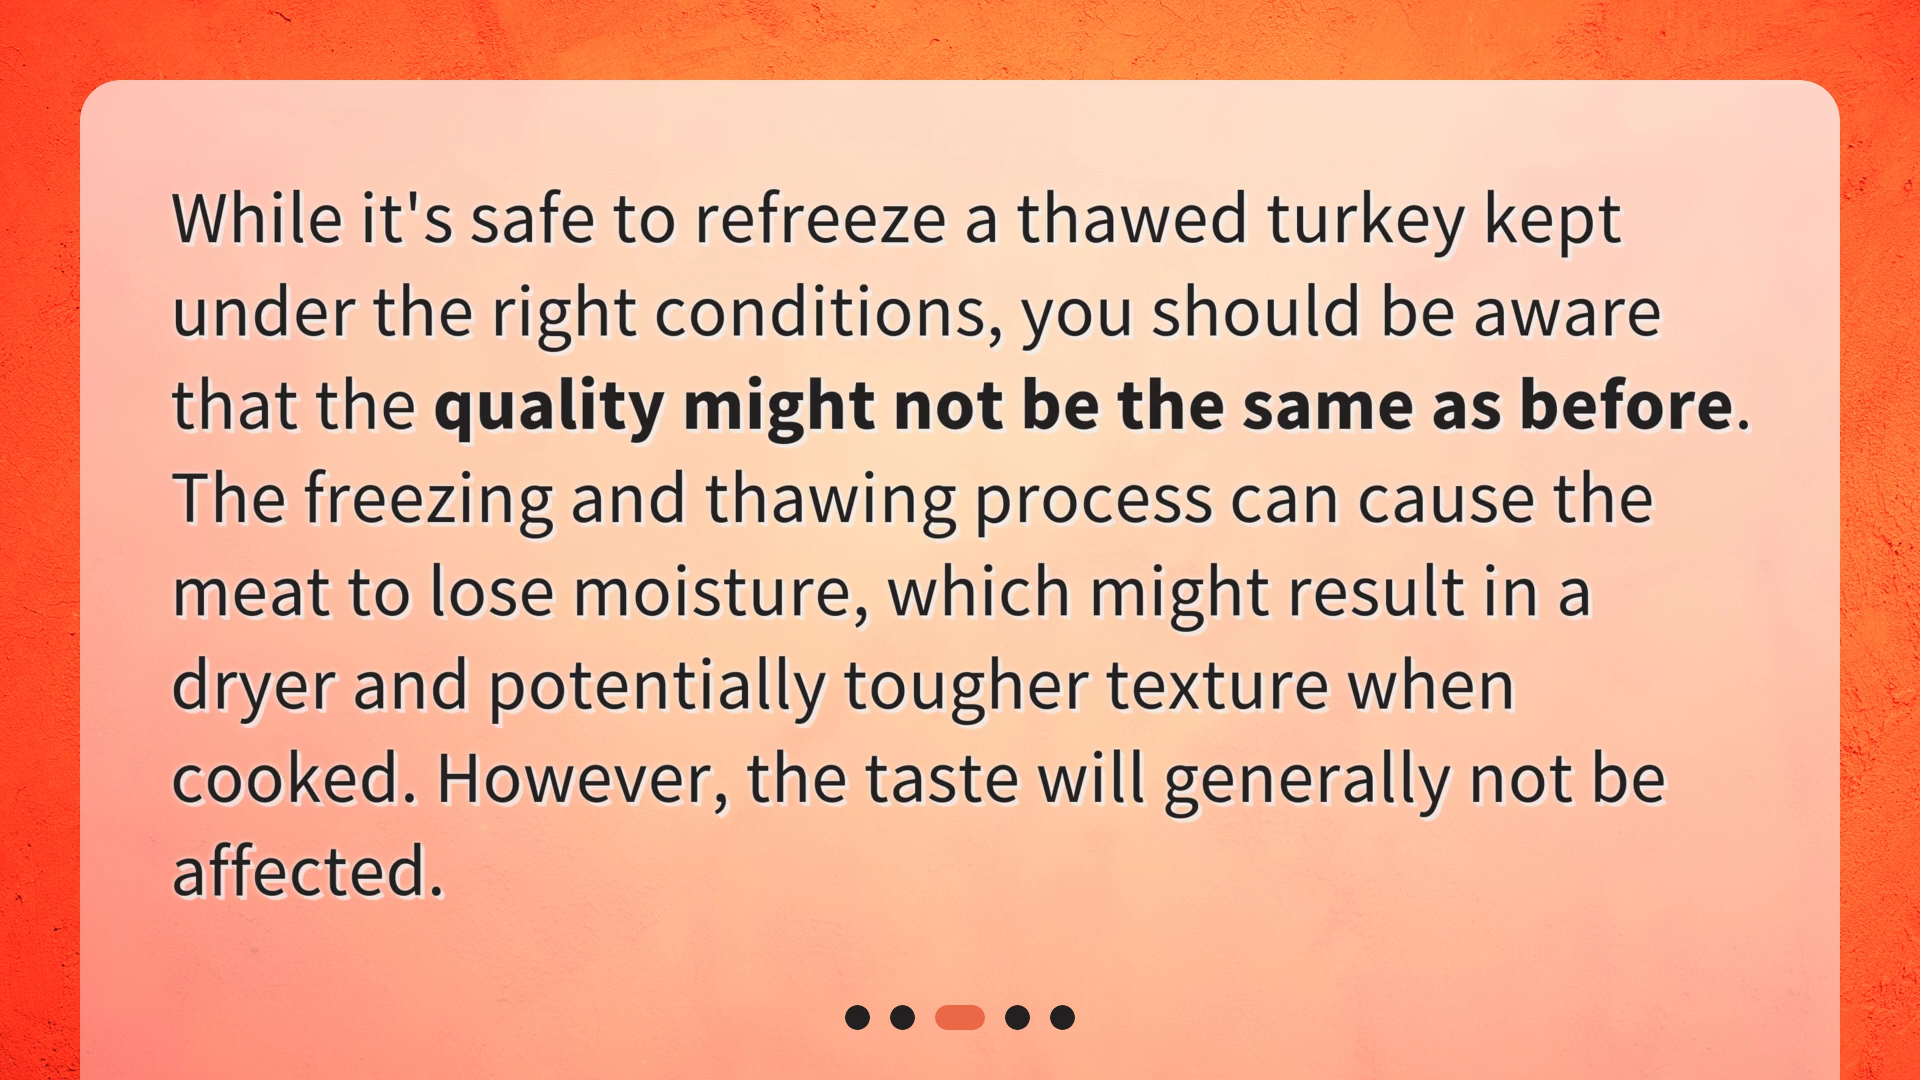 While it's safe to refreeze a thawed turkey kept
under the right conditions, you should be aware
that the quality might not be the same as before.
The freezing and thawing process can cause the
meat to lose moisture, which might result in a
dryer and potentially tougher texture when
cooked. However, the taste will generally not be
affected.